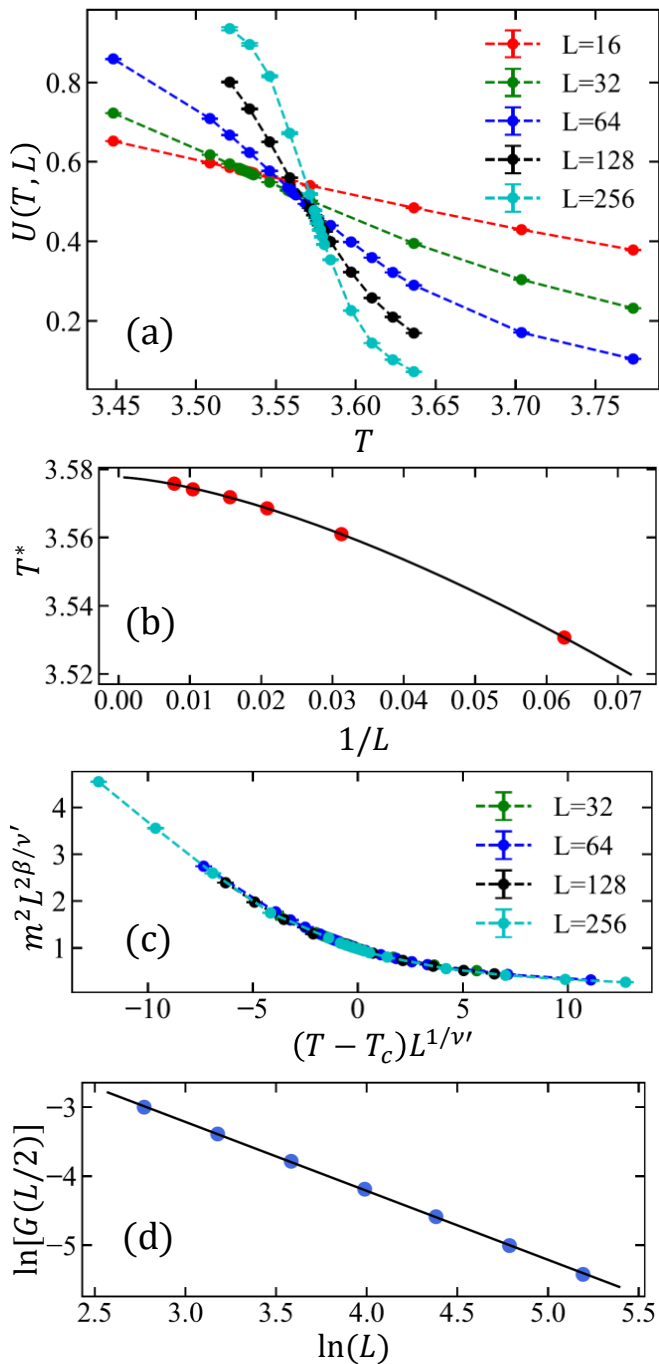 L=16
L=32
L=64
L=128
L=256
0.8
0.6
0.4
0.2
U(T, L)
(a)
3.45 3.50 3.55 3.60 3.65 3.70 3.75
T
3.58
3.56
3.54
3.52
T*
(b)
0.00 0.01 0.02 0.03 0.04 0.05 0.06 0.07
1/L
4
3
2
1
m²L^{2β/ν′}
L=32
L=64
L=128
L=256
(c)
−10 −5 0 5 10
(T − T_c)L^{1/ν′}
−3
−4
−5
ln[G(L/2)]
(d)
2.5 3.0 3.5 4.0 4.5 5.0 5.5
ln(L)